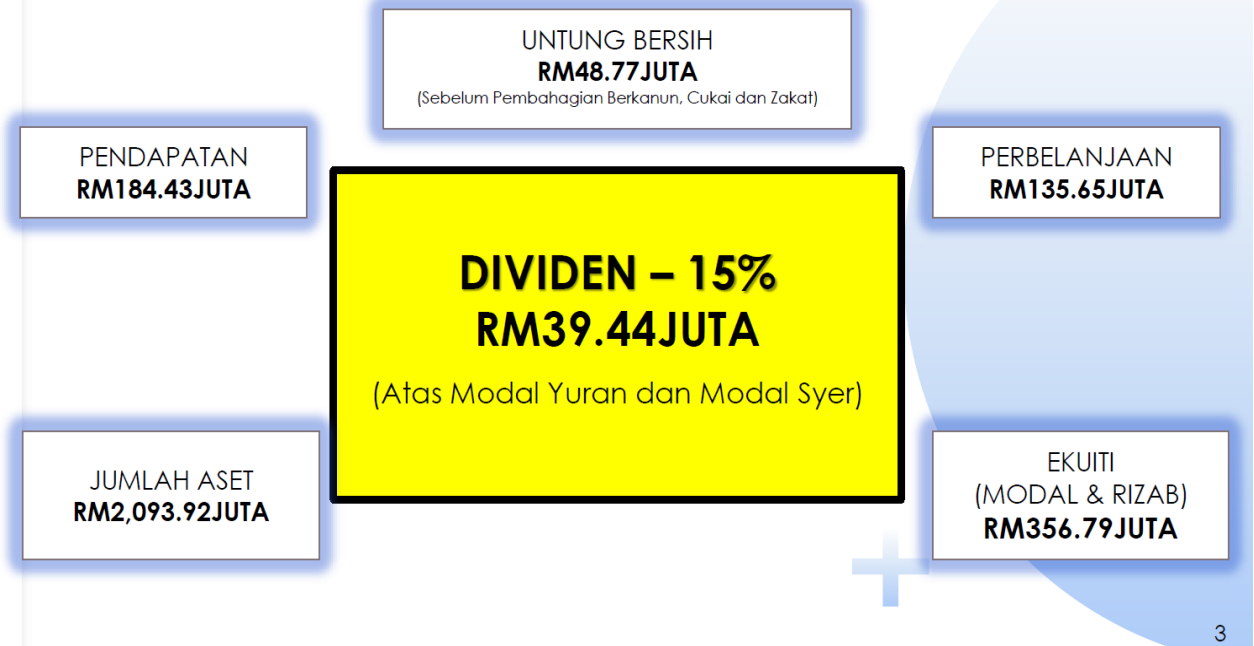 UNTUNG BERSIH
RM48.77JUTA
(Sebelum Pembahagian Berkanun, Cukai dan Zakat)
PENDAPATAN
RM184.43JUTA
PERBELANJAAN
RM135.65JUTA
DIVIDEN – 15%
RM39.44JUTA
(Atas Modal Yuran dan Modal Syer)
JUMLAH ASET
RM2,093.92JUTA
EKUITI
(MODAL & RIZAB)
RM356.79JUTA
3